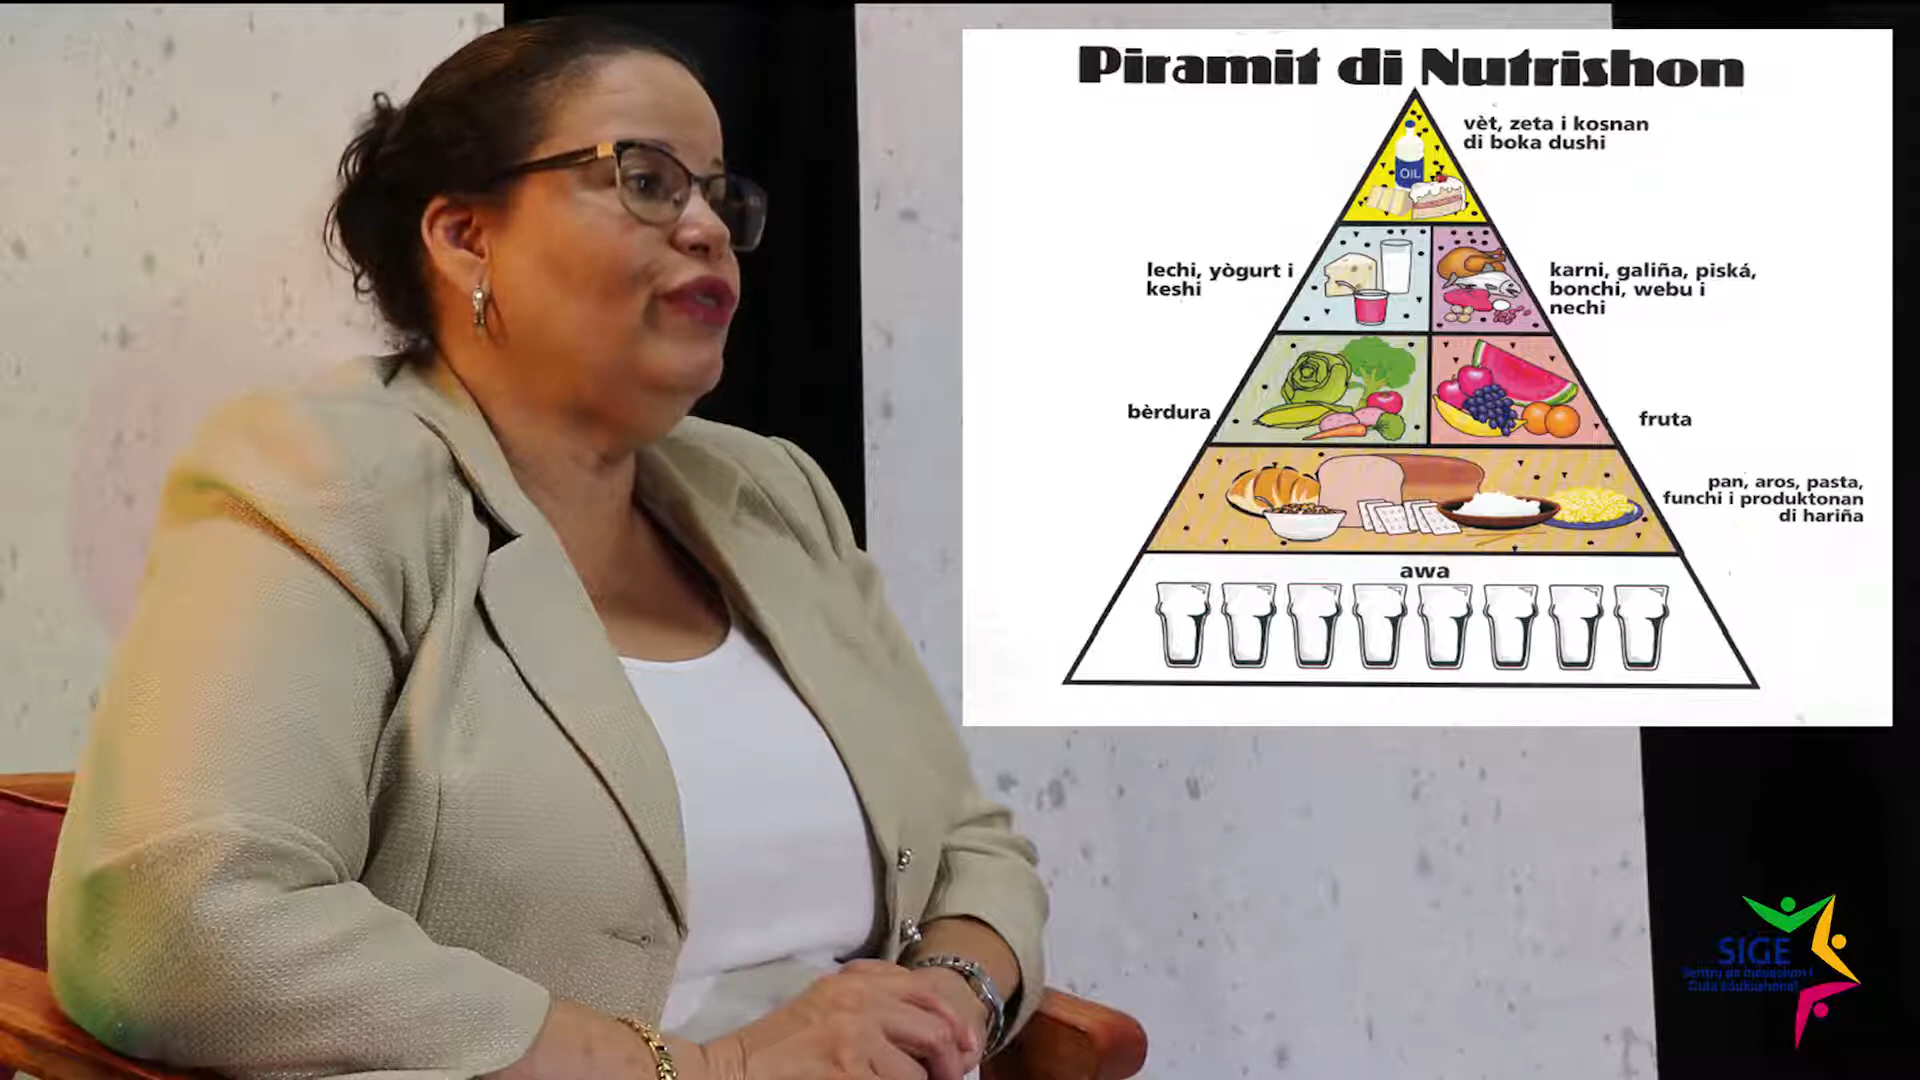 Piramit di Nutrishon
vèt, zeta i kosnan
di boka dushi
OIL
lechi, yògurt i
keshi
karni, galiña, piská,
bonchi, webu i
nechi
bèrdura
fruta
pan, aros, pasta,
funchi i produktonan
di hariña
awa
SIGE